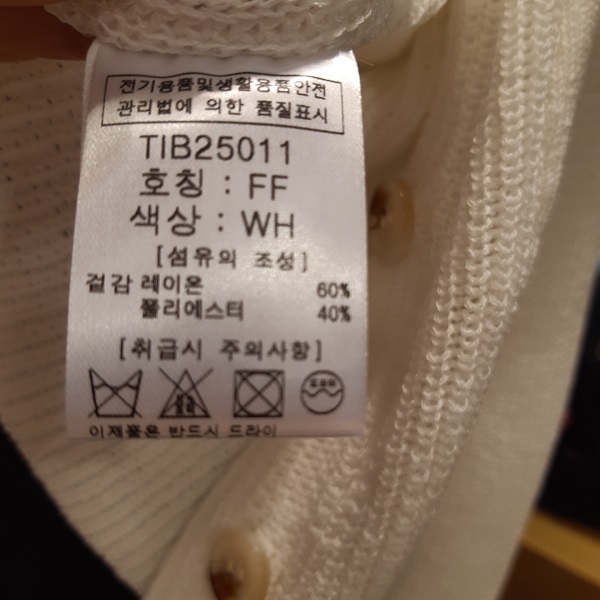 전기용품및생활용품안전
관리법에 의한 품질표시
TIB25011
호칭 : FF
색상 : WH
[섬유의 조성]
겉감 레이온 60%
폴리에스터 40%
[취급시 주의사항]
이제품은 반드시 드라이